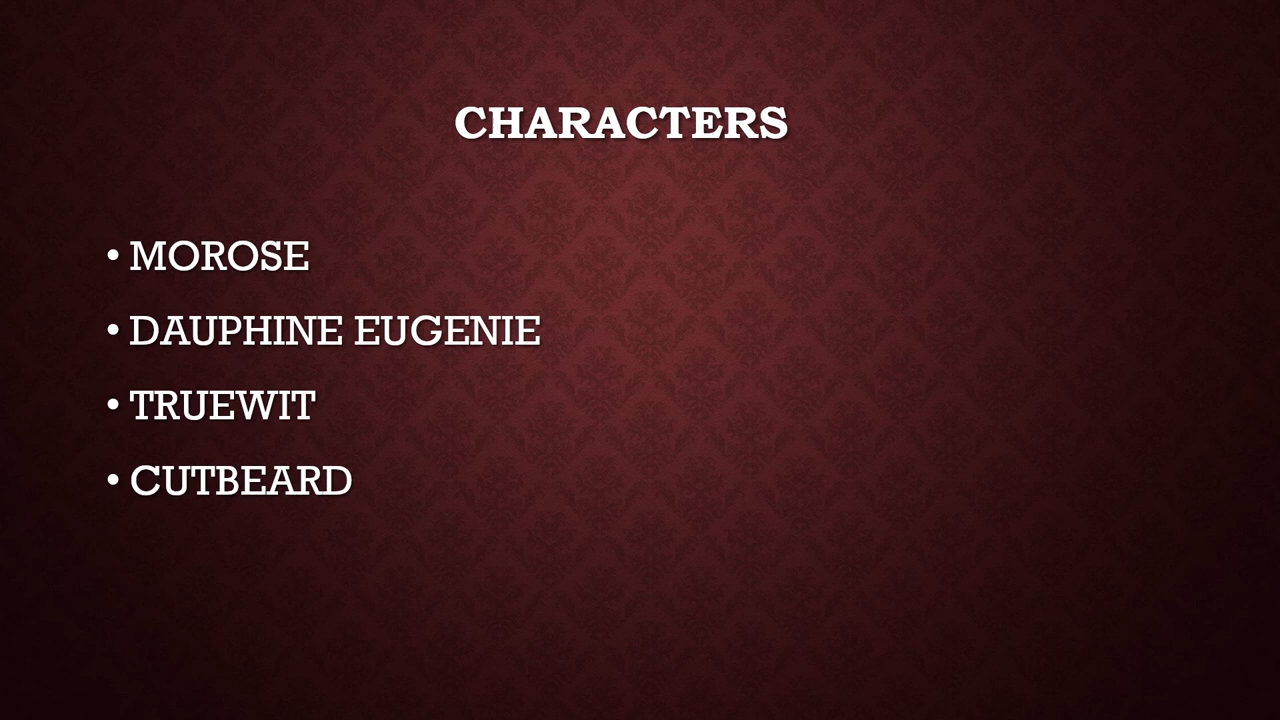 CHARACTERS
• MOROSE
• DAUPHINE EUGENIE
• TRUEWIT
• CUTBEARD